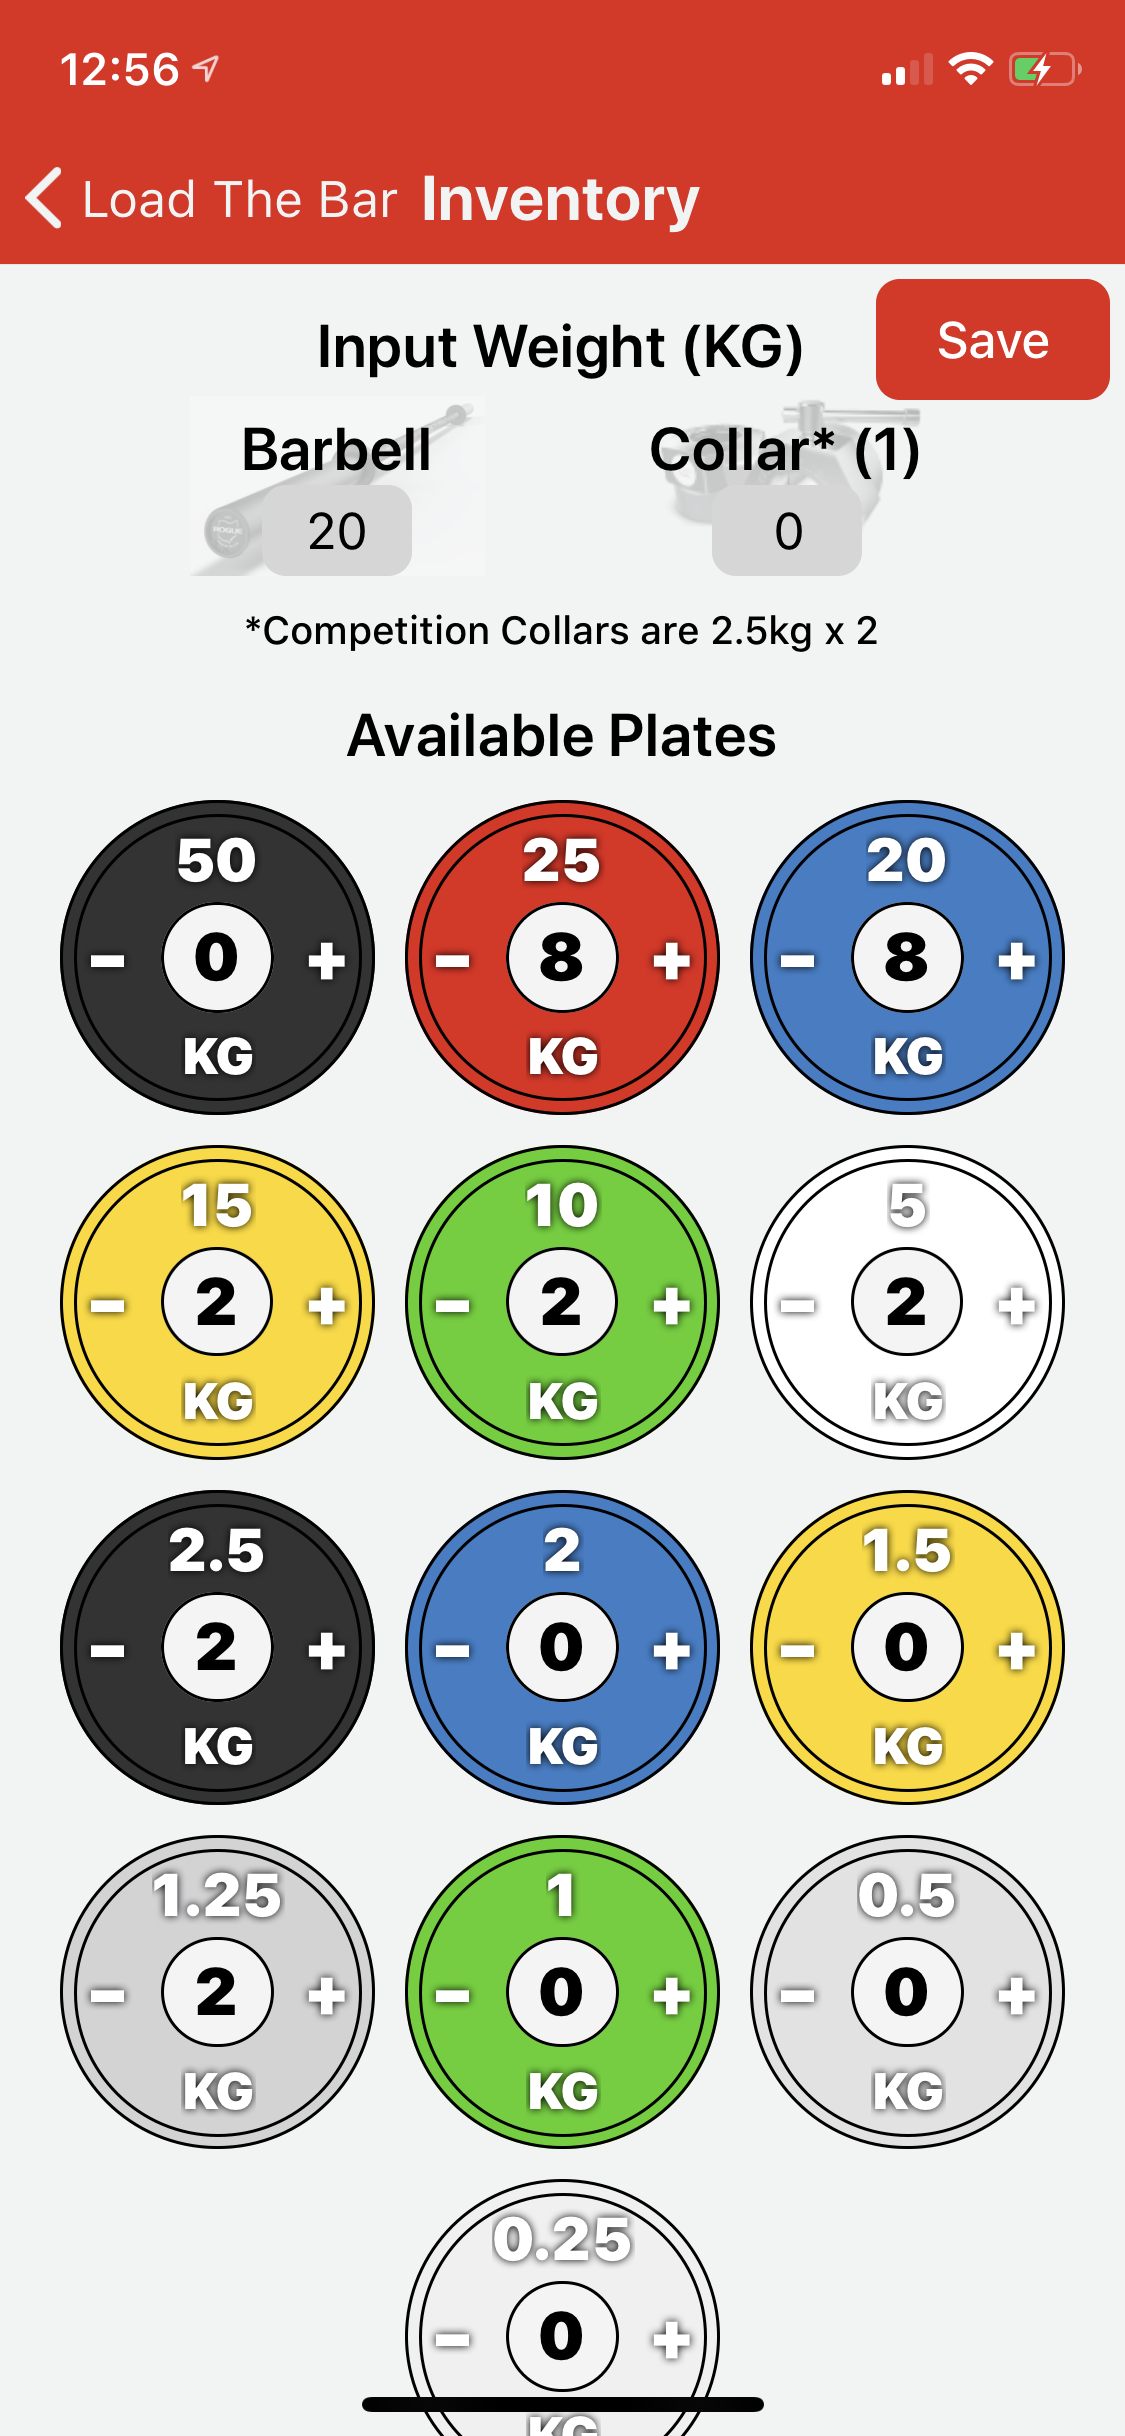 12:56
Load The Bar Inventory
Save
Input Weight (KG)
Barbell Collar* (1)
ROGUE
20 0
*Competition Collars are 2.5kg x 2
Available Plates
50 25 20
- 0 + - 8 + - 8 +
KG KG KG
15 10 5
- 2 + - 2 + - 2 +
KG KG KG
2.5 2 1.5
- 2 + - 0 + - 0 +
KG KG KG
1.25 1 0.5
- 2 + - 0 + - 0 +
KG KG KG
0.25
- 0 +
KG